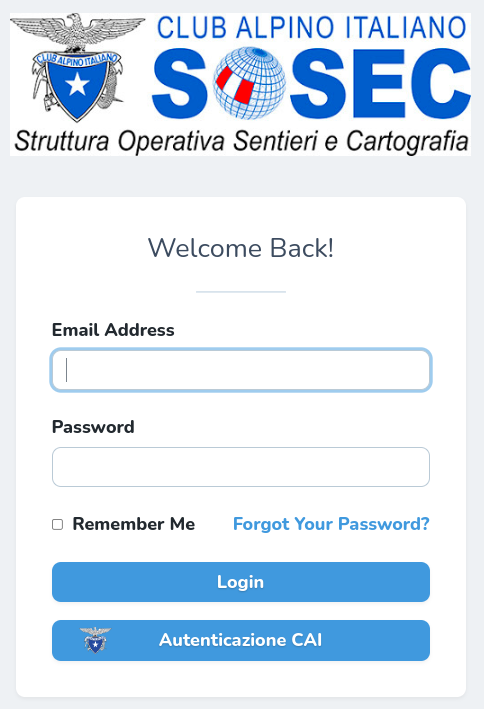 CLUB ALPINO ITALIANO
CLUB ALPINO ITALIANO
SOSEC
Struttura Operativa Sentieri e Cartografia
Welcome Back!
Email Address
Password
Remember Me
Forgot Your Password?
Login
Autenticazione CAI